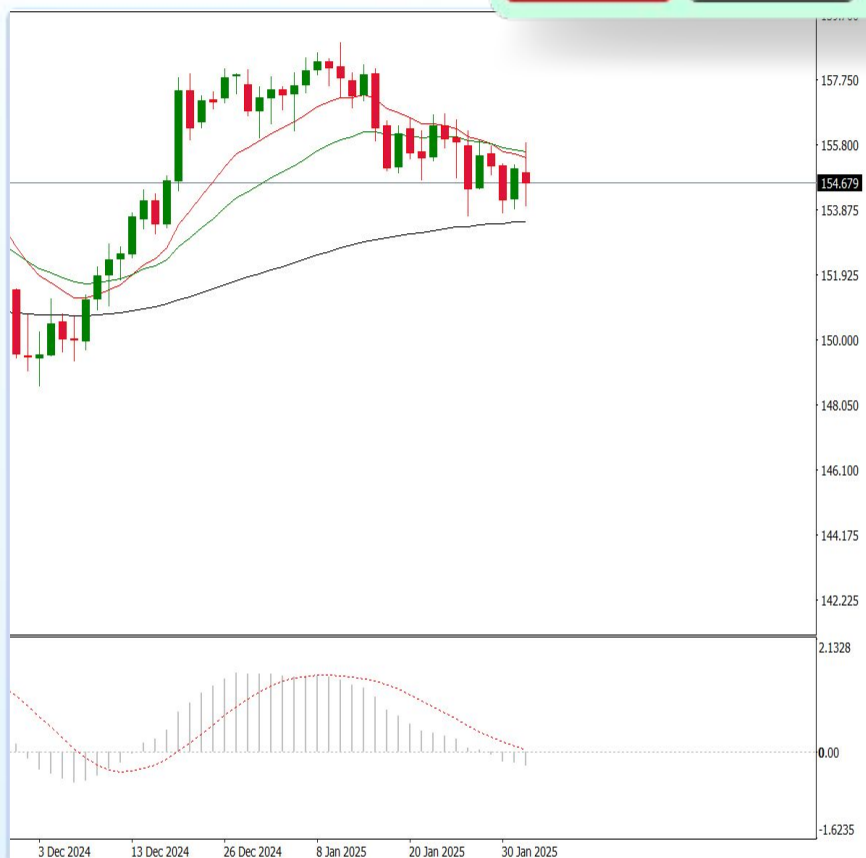 157.750
155.800
154.679
153.875
151.925
150.000
148.050
146.100
144.175
142.225
2.1328
0.00
-1.6235
3 Dec 2024
13 Dec 2024
26 Dec 2024
8 Jan 2025
20 Jan 2025
30 Jan 2025